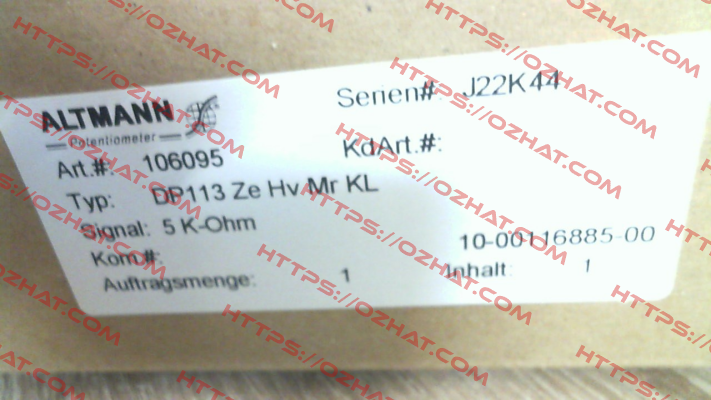 ALTMANN
Potentiometer
Serien#: J22K44
Art.#: 106095
KdArt.#:
Typ: DP113 Ze Hv Mr KL
Signal: 5 K-Ohm
10-00116885-00
Kom.#:
Auftragsmenge: 1 Inhalt: 1
HTTPS://OZHAT.COM